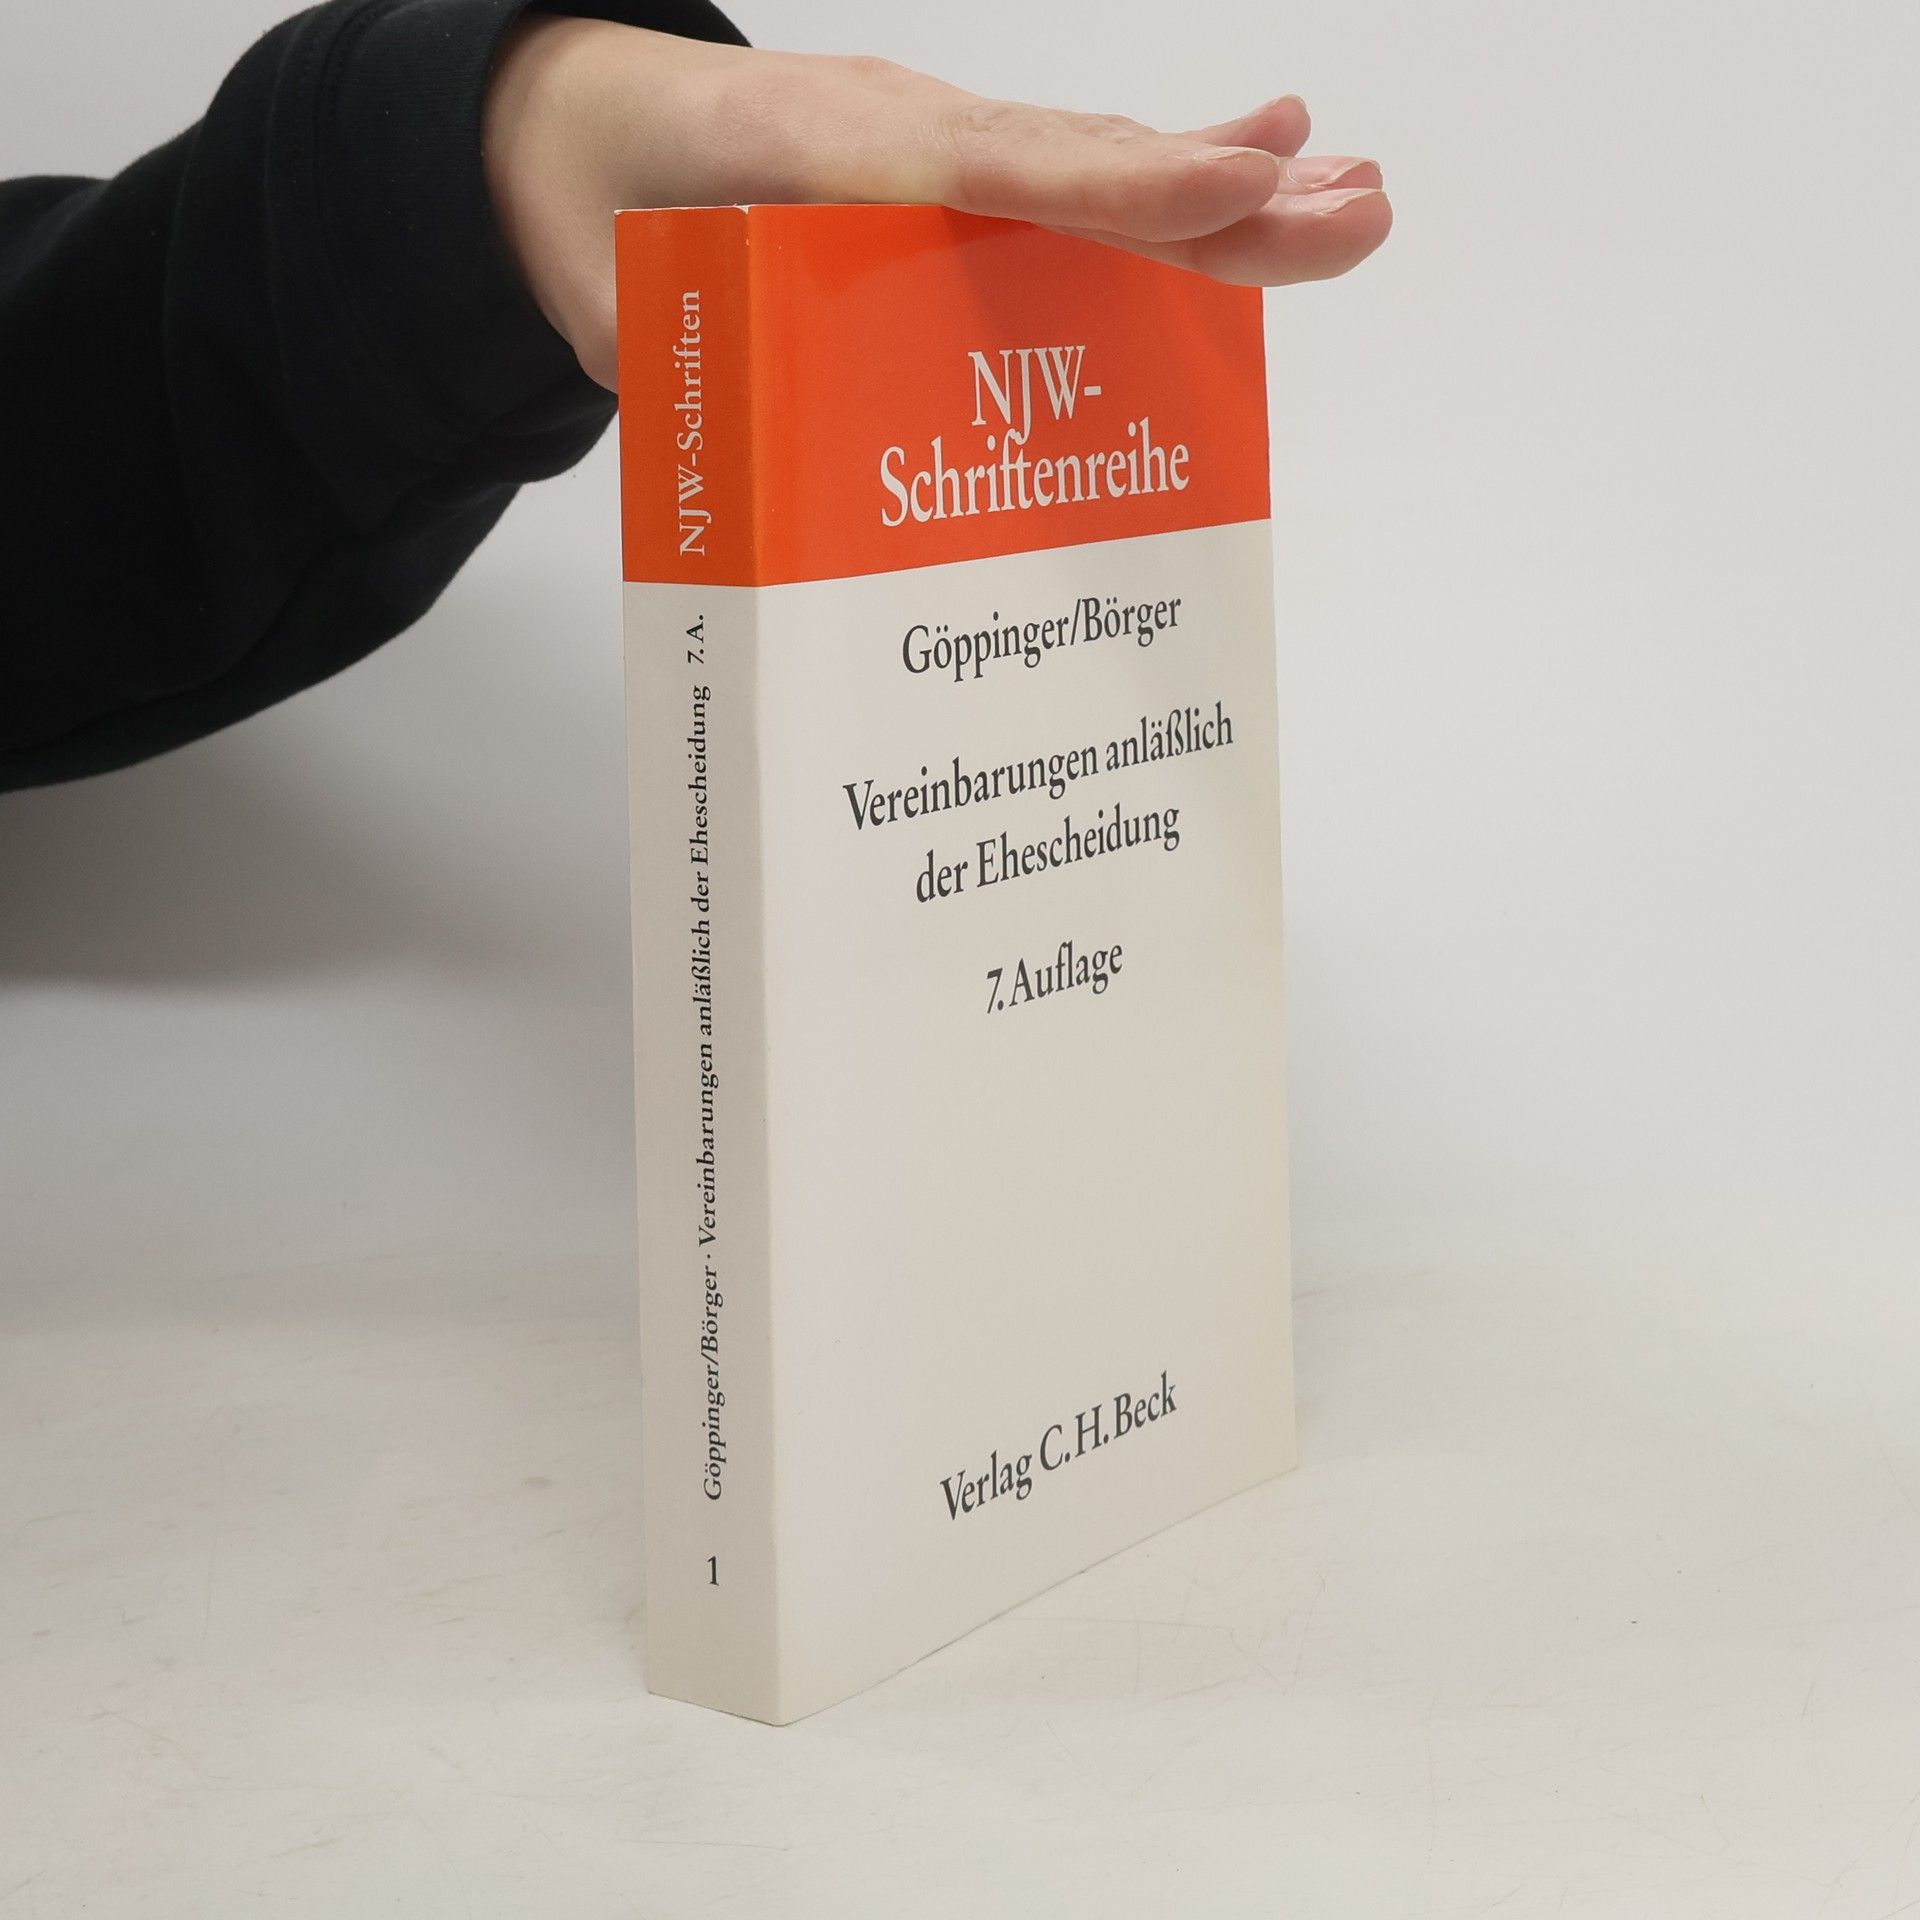 NJW-Schriften
Göppinger/Börger · Vereinbarungen anläßlich der Ehescheidung 7. A.
1
NJW-
Schriftenreihe
Göppinger/Börger
Vereinbarungen anläßlich
der Ehescheidung
7. Auflage
Verlag C. H. Beck